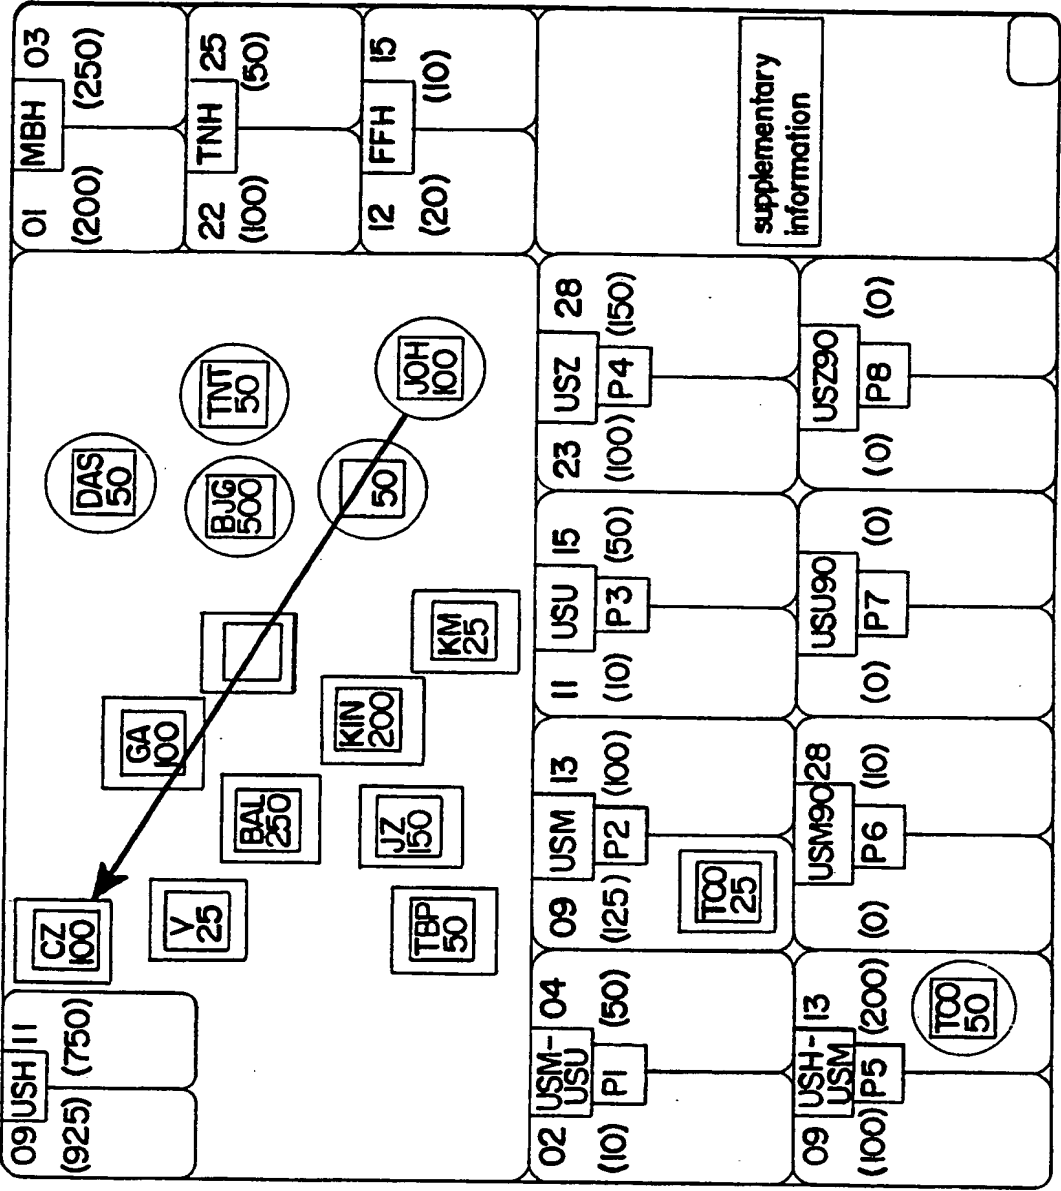 09 USH 11
(925) (750)
CZ
100
V
25
TBP
50
GA
100
BAL
250
JZ
150
KIN
200
KM
25
DAS
50
BJG
500
50
TNT
50
JOH
100
01 MBH 03
(200) (250)
22 TNH 25
(100) (50)
12 FFH 15
(20) (10)
02 USM-USU 04
(10) P1 (50)
09 USM 13
(125) P2 (100)
TCO
25
11 USU 15
(10) P3 (50)
23 USZ 28
(100) P4 (150)
09 USH-USM 13
(100) P5 (200)
TCO
50
USM90 28
(0) P6 (10)
USU90
(0) P7 (0)
USZ90
(0) P8 (0)
supplementary
information